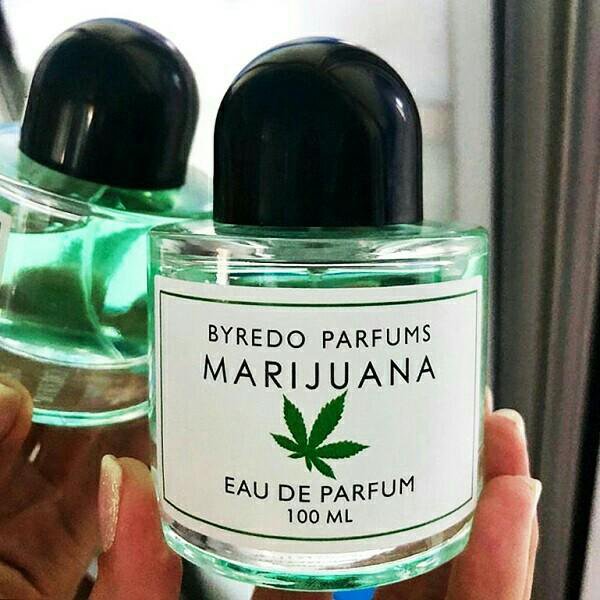 BYREDO PARFUMS
MARIJUANA
EAU DE PARFUM
100 ML